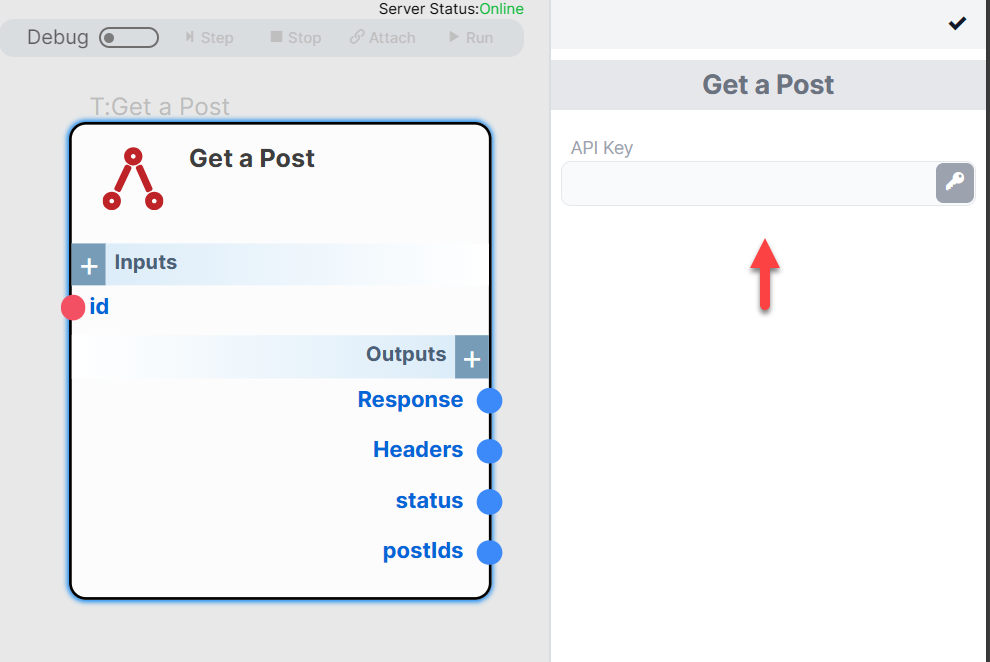 Server Status:Online
Debug Step Stop Attach Run
T:Get a Post
Get a Post
Inputs
id
Outputs
Response
Headers
status
postIds
Get a Post
API Key